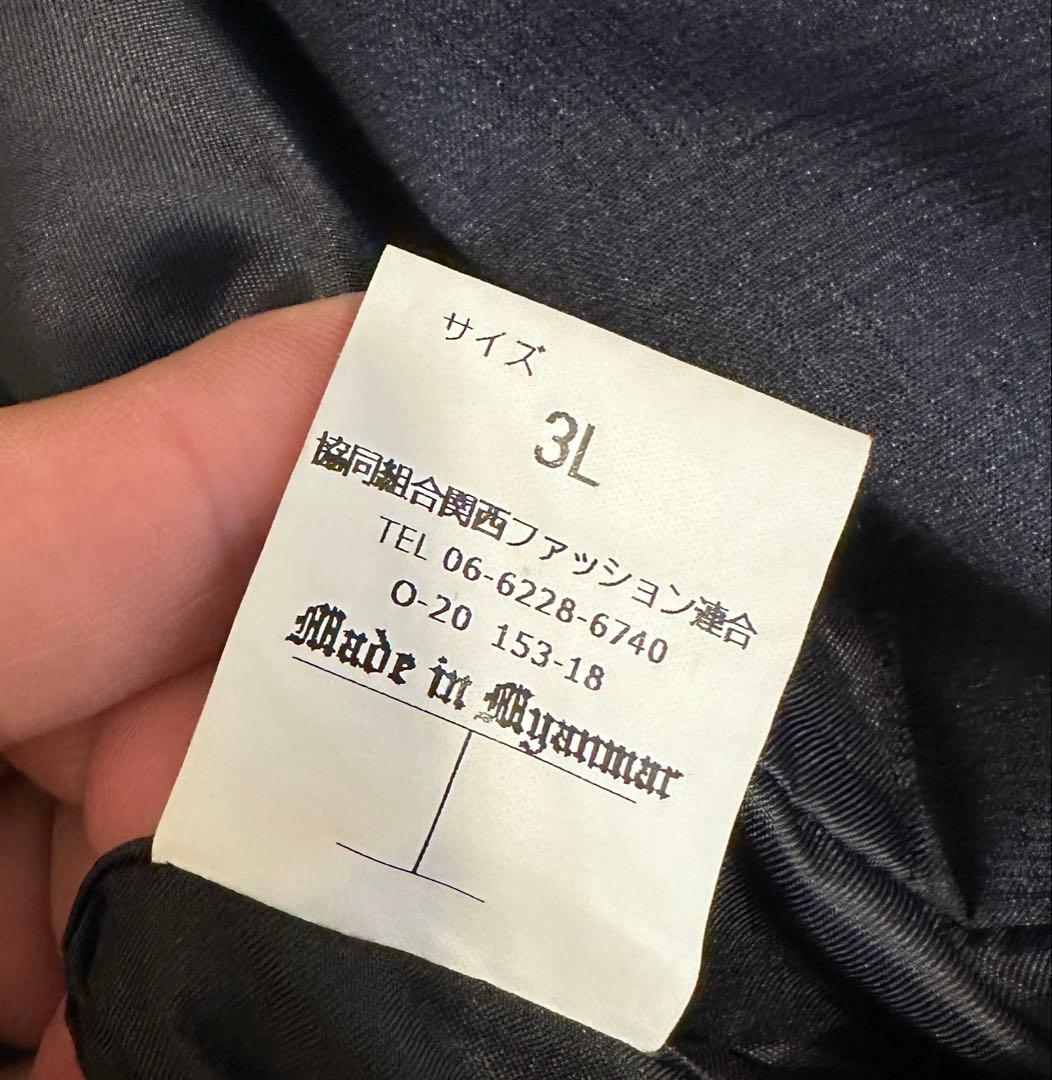 サイズ
3L
協同組合関西ファッション連合
TEL 06-6228-6740
O-20 153-18
Made in Myanmar